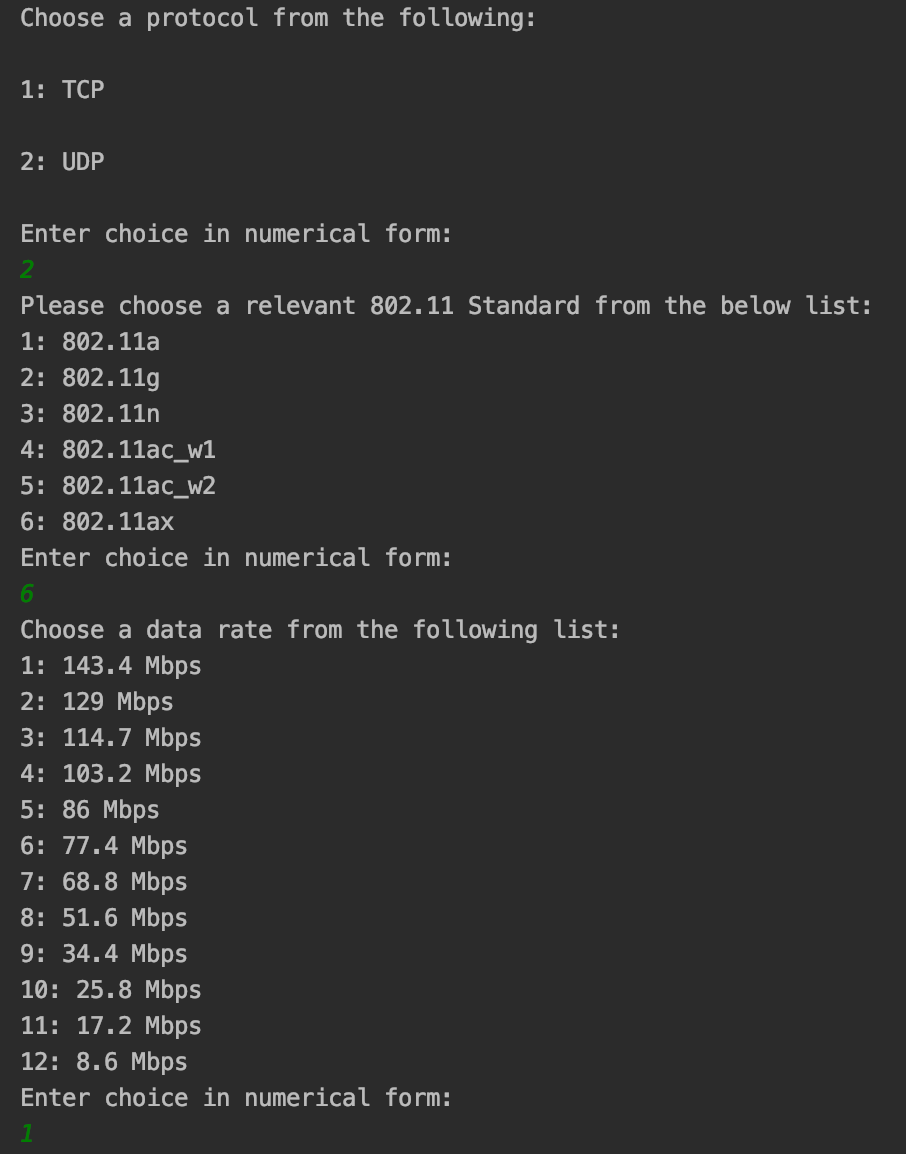 Choose a protocol from the following:
1: TCP
2: UDP
Enter choice in numerical form:
2
Please choose a relevant 802.11 Standard from the below list:
1: 802.11a
2: 802.11g
3: 802.11n
4: 802.11ac_w1
5: 802.11ac_w2
6: 802.11ax
Enter choice in numerical form:
6
Choose a data rate from the following list:
1: 143.4 Mbps
2: 129 Mbps
3: 114.7 Mbps
4: 103.2 Mbps
5: 86 Mbps
6: 77.4 Mbps
7: 68.8 Mbps
8: 51.6 Mbps
9: 34.4 Mbps
10: 25.8 Mbps
11: 17.2 Mbps
12: 8.6 Mbps
Enter choice in numerical form:
1